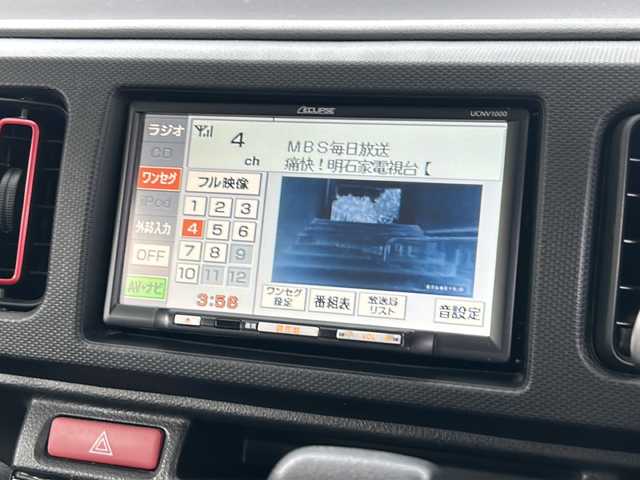 ECLIPSE
UCNV1000
ラジオ
4
ch
MBS毎日放送
痛快!明石家電視台【
CD
ワンセグ
フル映像
iPod
1 2 3
外部入力
4 5 6
OFF
7 8 9
10 11 12
AV・ナビ
3:56
ワンセグ
設定
番組表
放送局
リスト
音設定
VOL